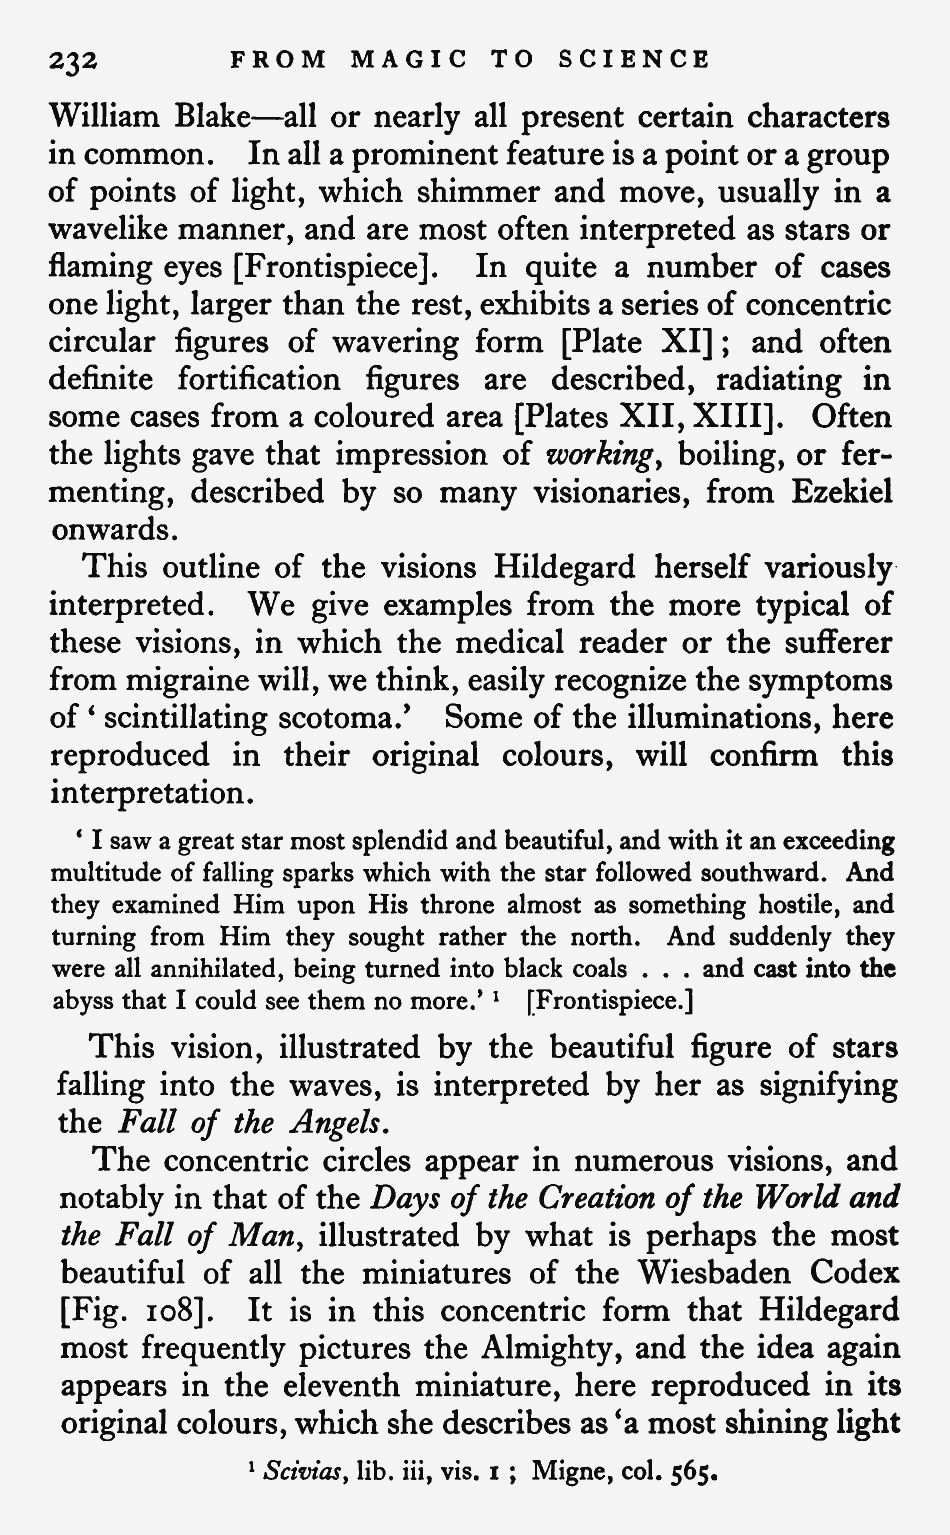 232 FROM MAGIC TO SCIENCE
William Blake—all or nearly all present certain characters
in common. In all a prominent feature is a point or a group
of points of light, which shimmer and move, usually in a
wavelike manner, and are most often interpreted as stars or
flaming eyes [Frontispiece]. In quite a number of cases
one light, larger than the rest, exhibits a series of concentric
circular figures of wavering form [Plate XI]; and often
definite fortification figures are described, radiating in
some cases from a coloured area [Plates XII, XIII]. Often
the lights gave that impression of working, boiling, or fer-
menting, described by so many visionaries, from Ezekiel
onwards.
This outline of the visions Hildegard herself variously
interpreted. We give examples from the more typical of
these visions, in which the medical reader or the sufferer
from migraine will, we think, easily recognize the symptoms
of ‘ scintillating scotoma.’ Some of the illuminations, here
reproduced in their original colours, will confirm this
interpretation.
‘ I saw a great star most splendid and beautiful, and with it an exceeding
multitude of falling sparks which with the star followed southward. And
they examined Him upon His throne almost as something hostile, and
turning from Him they sought rather the north. And suddenly they
were all annihilated, being turned into black coals . . . and cast into the
abyss that I could see them no more.’ ¹ [Frontispiece.]
This vision, illustrated by the beautiful figure of stars
falling into the waves, is interpreted by her as signifying
the Fall of the Angels.
The concentric circles appear in numerous visions, and
notably in that of the Days of the Creation of the World and
the Fall of Man, illustrated by what is perhaps the most
beautiful of all the miniatures of the Wiesbaden Codex
[Fig. 108]. It is in this concentric form that Hildegard
most frequently pictures the Almighty, and the idea again
appears in the eleventh miniature, here reproduced in its
original colours, which she describes as ‘a most shining light
¹ Scivias, lib. iii, vis. 1 ; Migne, col. 565.